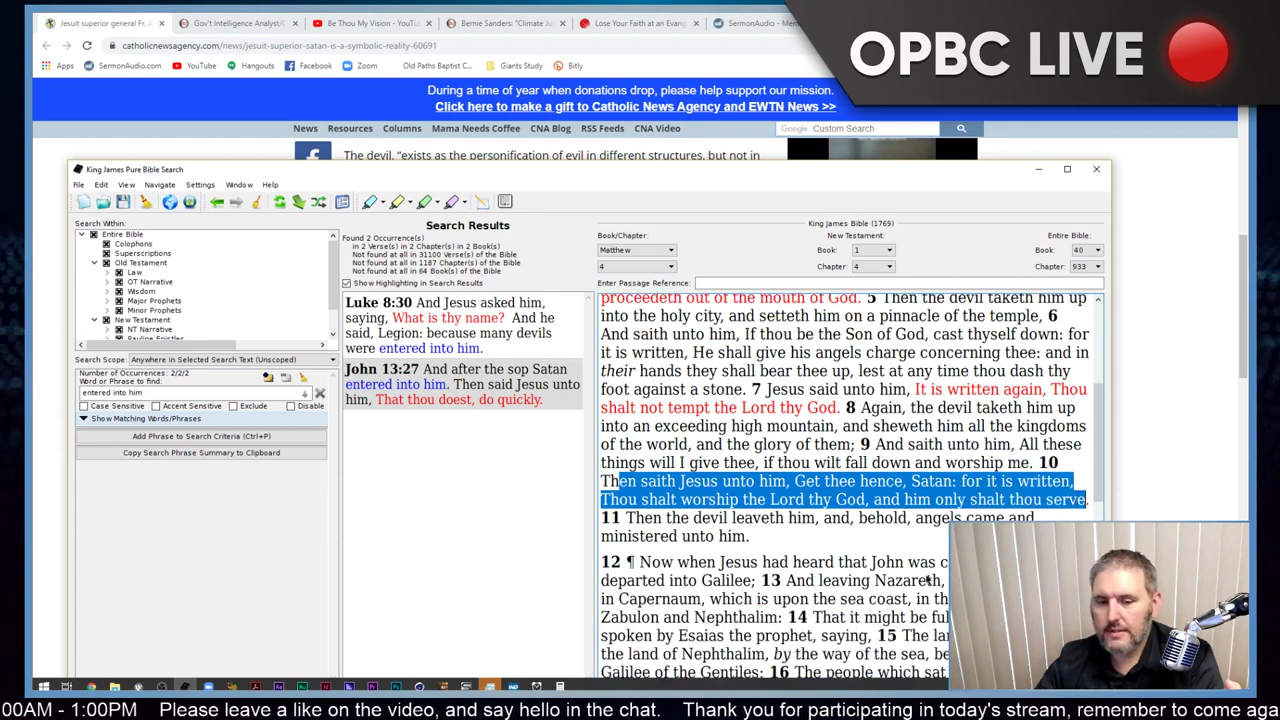 Jesuit superior general Fr. A
Gov't Intelligence Analyst/C
Be Thou My Vision - YouTu
Bernie Sanders: "Climate Ju
Lose Your Faith at an Evang
SermonAudio - Mem
OPBC LIVE
catholicnewsagency.com/news/jesuit-superior-satan-is-a-symbolic-reality-60691
Apps SermonAudio.com YouTube Hangouts Facebook Zoom Old Paths Baptist C... Giants Study Bitly
During a time of year when donations drop, please help support our mission.
Click here to make a gift to Catholic News Agency and EWTN News >>
News Resources Columns Mama Needs Coffee CNA Blog RSS Feeds CNA Video
Google Custom Search
The devil, "exists as the personification of evil in different structures, but not in
King James Pure Bible Search
File Edit View Navigate Settings Window Help
Search Within:
Entire Bible
Colophons
Superscriptions
Old Testament
Law
OT Narrative
Wisdom
Major Prophets
Minor Prophets
New Testament
NT Narrative
Pauline Epistles
Search Scope: Anywhere in Selected Search Text (Unscoped)
Number of Occurrences: 2/2/2
Word or Phrase to find:
entered into him
Case Sensitive Accent Sensitive Exclude Disable
Show Matching Words/Phrases
Add Phrase to Search Criteria (Ctrl+P)
Copy Search Phrase Summary to Clipboard
Search Results
Found 2 Occurrence(s)
in 2 Verse(s) in 2 Chapter(s) in 2 Book(s)
Not found at all in 31100 Verse(s) of the Bible
Not found at all in 1187 Chapter(s) of the Bible
Not found at all in 64 Book(s) of the Bible
Show Highlighting in Search Results
Luke 8:30 And Jesus asked him,
saying, What is thy name? And he
said, Legion: because many devils
were entered into him.
John 13:27 And after the sop Satan
entered into him. Then said Jesus unto
him, That thou doest, do quickly.
King James Bible (1769)
Book/Chapter: New Testament: Entire Bible:
Matthew Book: 1 Book: 40
4 Chapter: 4 Chapter: 933
Enter Passage Reference:
proceedeth out of the mouth of God. 5 Then the devil taketh him up
into the holy city, and setteth him on a pinnacle of the temple, 6
And saith unto him, If thou be the Son of God, cast thyself down: for
it is written, He shall give his angels charge concerning thee: and in
their hands they shall bear thee up, lest at any time thou dash thy
foot against a stone. 7 Jesus said unto him, It is written again, Thou
shalt not tempt the Lord thy God. 8 Again, the devil taketh him up
into an exceeding high mountain, and sheweth him all the kingdoms
of the world, and the glory of them; 9 And saith unto him, All these
things will I give thee, if thou wilt fall down and worship me. 10
Then saith Jesus unto him, Get thee hence, Satan: for it is written,
Thou shalt worship the Lord thy God, and him only shalt thou serve.
11 Then the devil leaveth him, and, behold, angels came and
ministered unto him.
12 ¶ Now when Jesus had heard that John was c
departed into Galilee; 13 And leaving Nazareth,
in Capernaum, which is upon the sea coast, in th
Zabulon and Nephthalim: 14 That it might be ful
spoken by Esaias the prophet, saying, 15 The lan
the land of Nephthalim, by the way of the sea, be
Galilee of the Gentiles; 16 The people which sat
00AM - 1:00PM Please leave a like on the video, and say hello in the chat. Thank you for participating in today's stream, remember to come aga